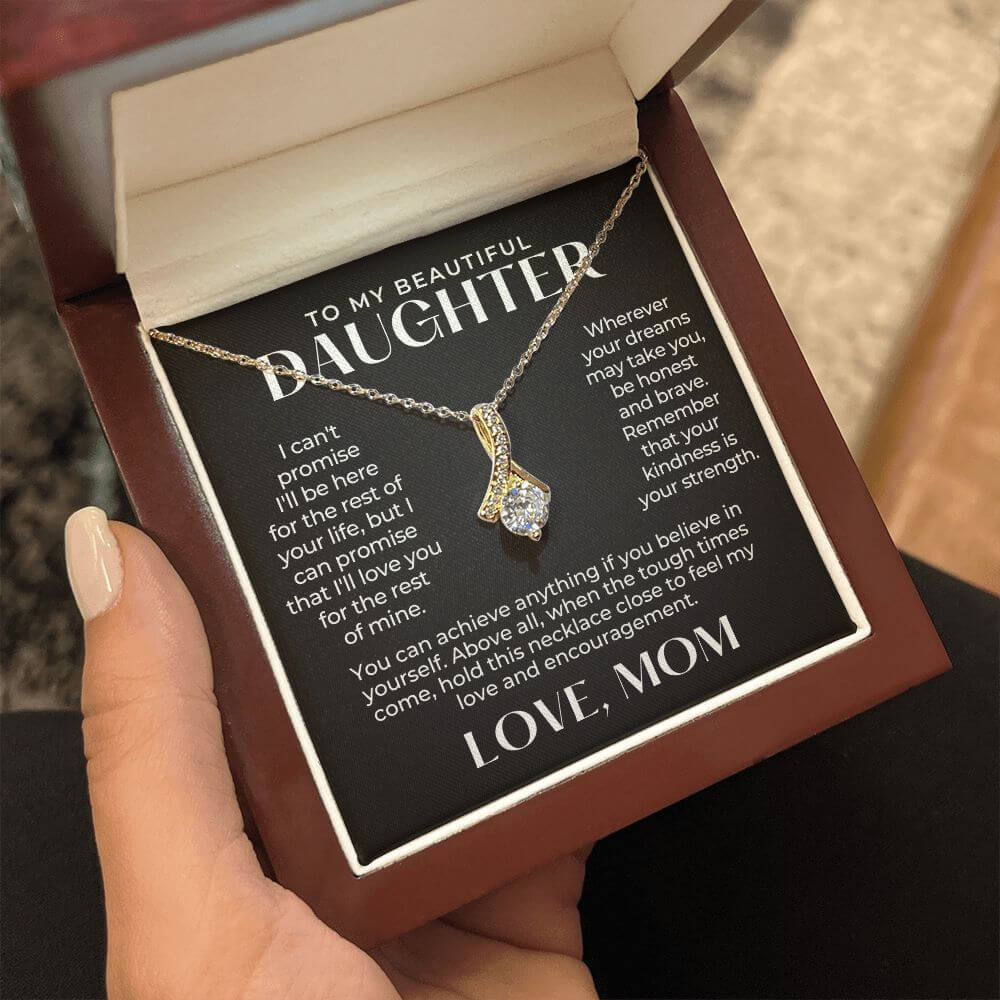 TO MY BEAUTIFUL
DAUGHTER
I can't
promise
I'll be here
for the rest of
your life, but I
can promise
that I'll love you
for the rest
of mine.
Wherever
your dreams
may take you,
be honest
and brave.
Remember
that your
kindness is
your strength.
You can achieve anything if you believe in
yourself. Above all, when the tough times
come, hold this necklace close to feel my
love and encouragement.
LOVE, MOM